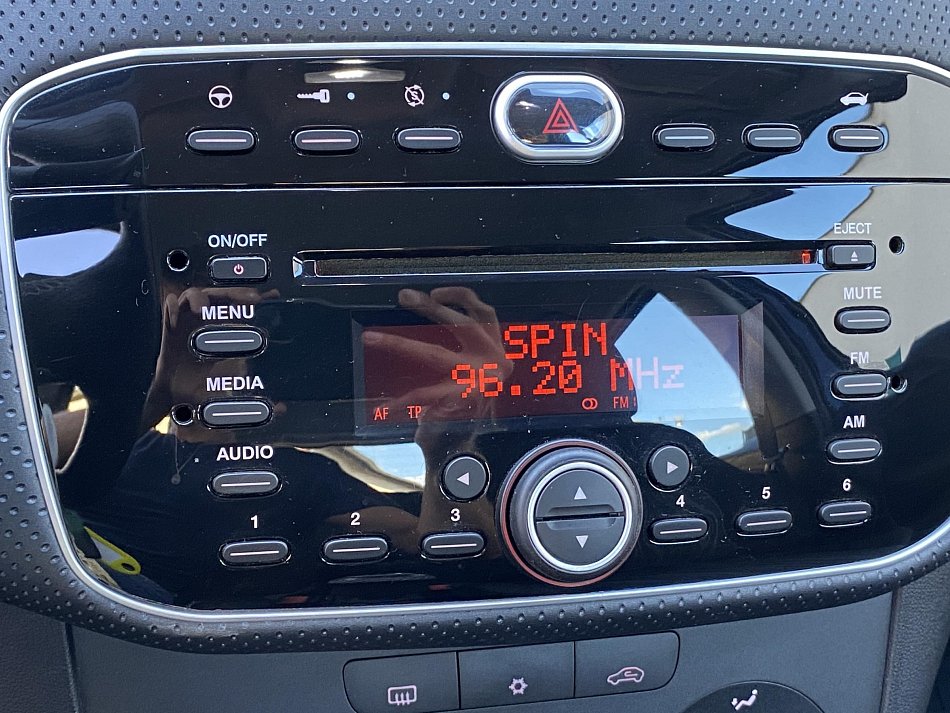 ON/OFF
EJECT
MENU
MUTE
SPIN
96.20 MHz
MEDIA
FM
AF TP FM
AUDIO
AM
1 2 3 4 5 6